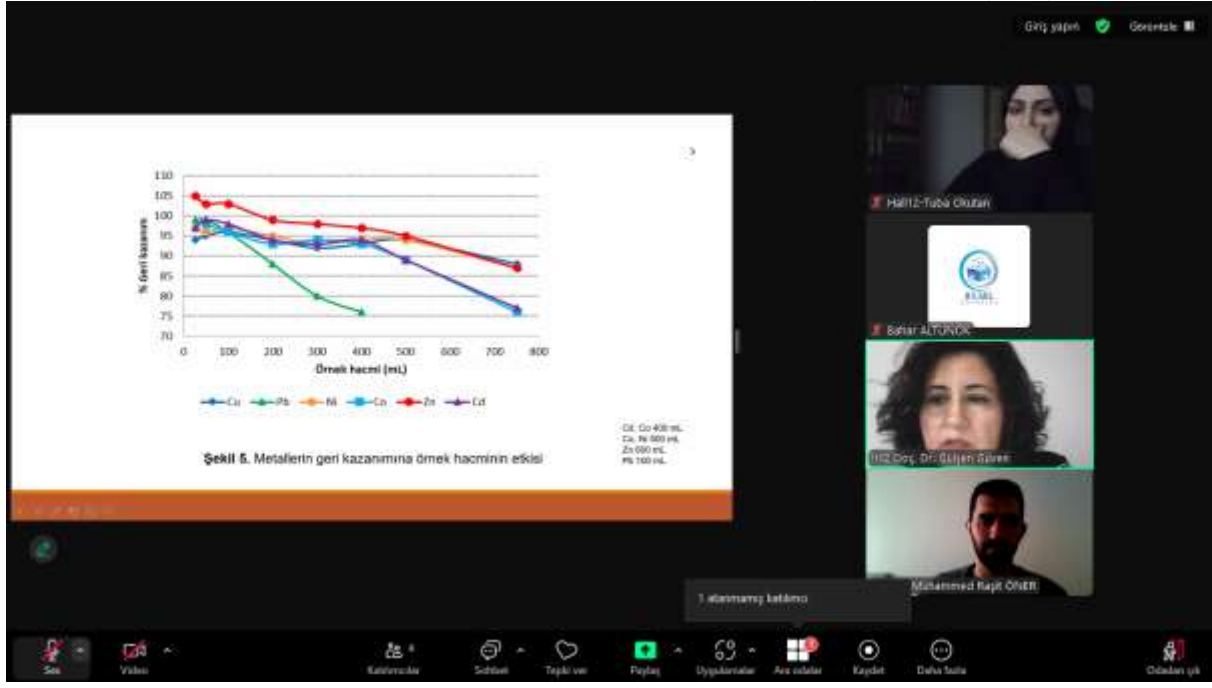 Giriş yapın
Görüntüle
3
110
105
100
95
90
85
80
75
70
% Geri kazanım
0 100 200 300 400 500 600 700 800
Örnek hacmi (mL)
Cu Pb Ni Co Zn Cd
Şekil 5. Metallerin geri kazanımına örnek hacminin etkisi
Cd, Co 400 mL
Cu, Ni 500 mL
Zn 600 mL
Pb 100 mL
Hall12-Tuba Okutan
Bahar ALTUNOK
Doç. Dr. Gülşen Güven
Muhammed Raşit ÖNER
1 atanmamış katılımcı
Ses
Video
Katılımcılar
4
Sohbet
Tepki ver
Paylaş
Uygulamalar
Ara odalar
Kaydet
Daha fazla
Odadan çık